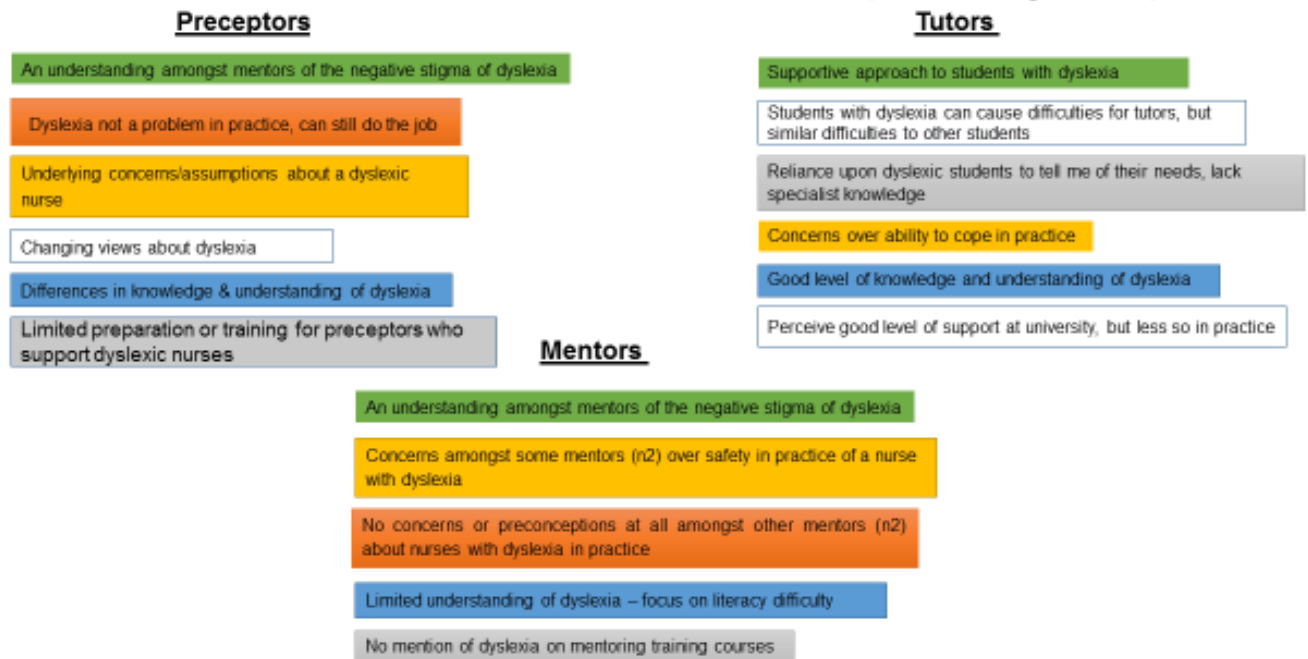 Preceptors
An understanding amongst mentors of the negative stigma of dyslexia
Dyslexia not a problem in practice, can still do the job
Underlying concerns/assumptions about a dyslexic
nurse
Changing views about dyslexia
Differences in knowledge & understanding of dyslexia
Limited preparation or training for preceptors who
support dyslexic nurses
Tutors
Supportive approach to students with dyslexia
Students with dyslexia can cause difficulties for tutors, but
similar difficulties to other students
Reliance upon dyslexic students to tell me of their needs, lack
specialist knowledge
Concerns over ability to cope in practice
Good level of knowledge and understanding of dyslexia
Perceive good level of support at university, but less so in practice
Mentors
An understanding amongst mentors of the negative stigma of dyslexia
Concerns amongst some mentors (n2) over safety in practice of a nurse
with dyslexia
No concerns or preconceptions at all amongst other mentors (n2)
about nurses with dyslexia in practice
Limited understanding of dyslexia – focus on literacy difficulty
No mention of dyslexia on mentoring training courses